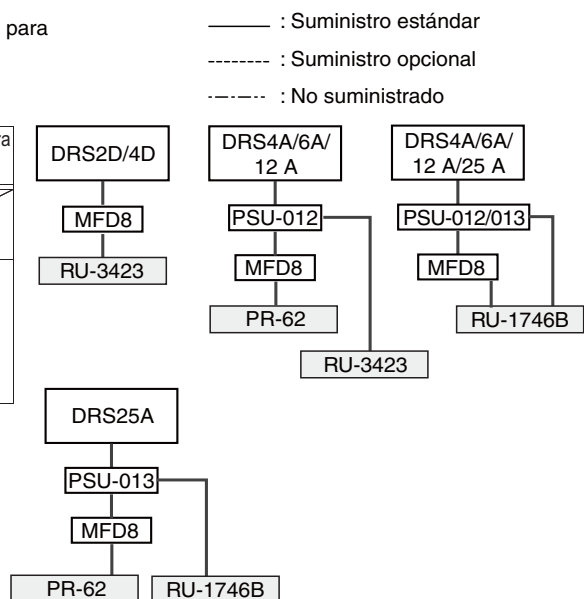 para
: Suministro estándar
: Suministro opcional
: No suministrado
DRS2D/4D
MFD8
RU-3423
DRS4A/6A/
12 A
PSU-012
MFD8
PR-62
RU-3423
DRS4A/6A/
12 A/25 A
PSU-012/013
MFD8
RU-1746B
DRS25A
PSU-013
MFD8
PR-62
RU-1746B